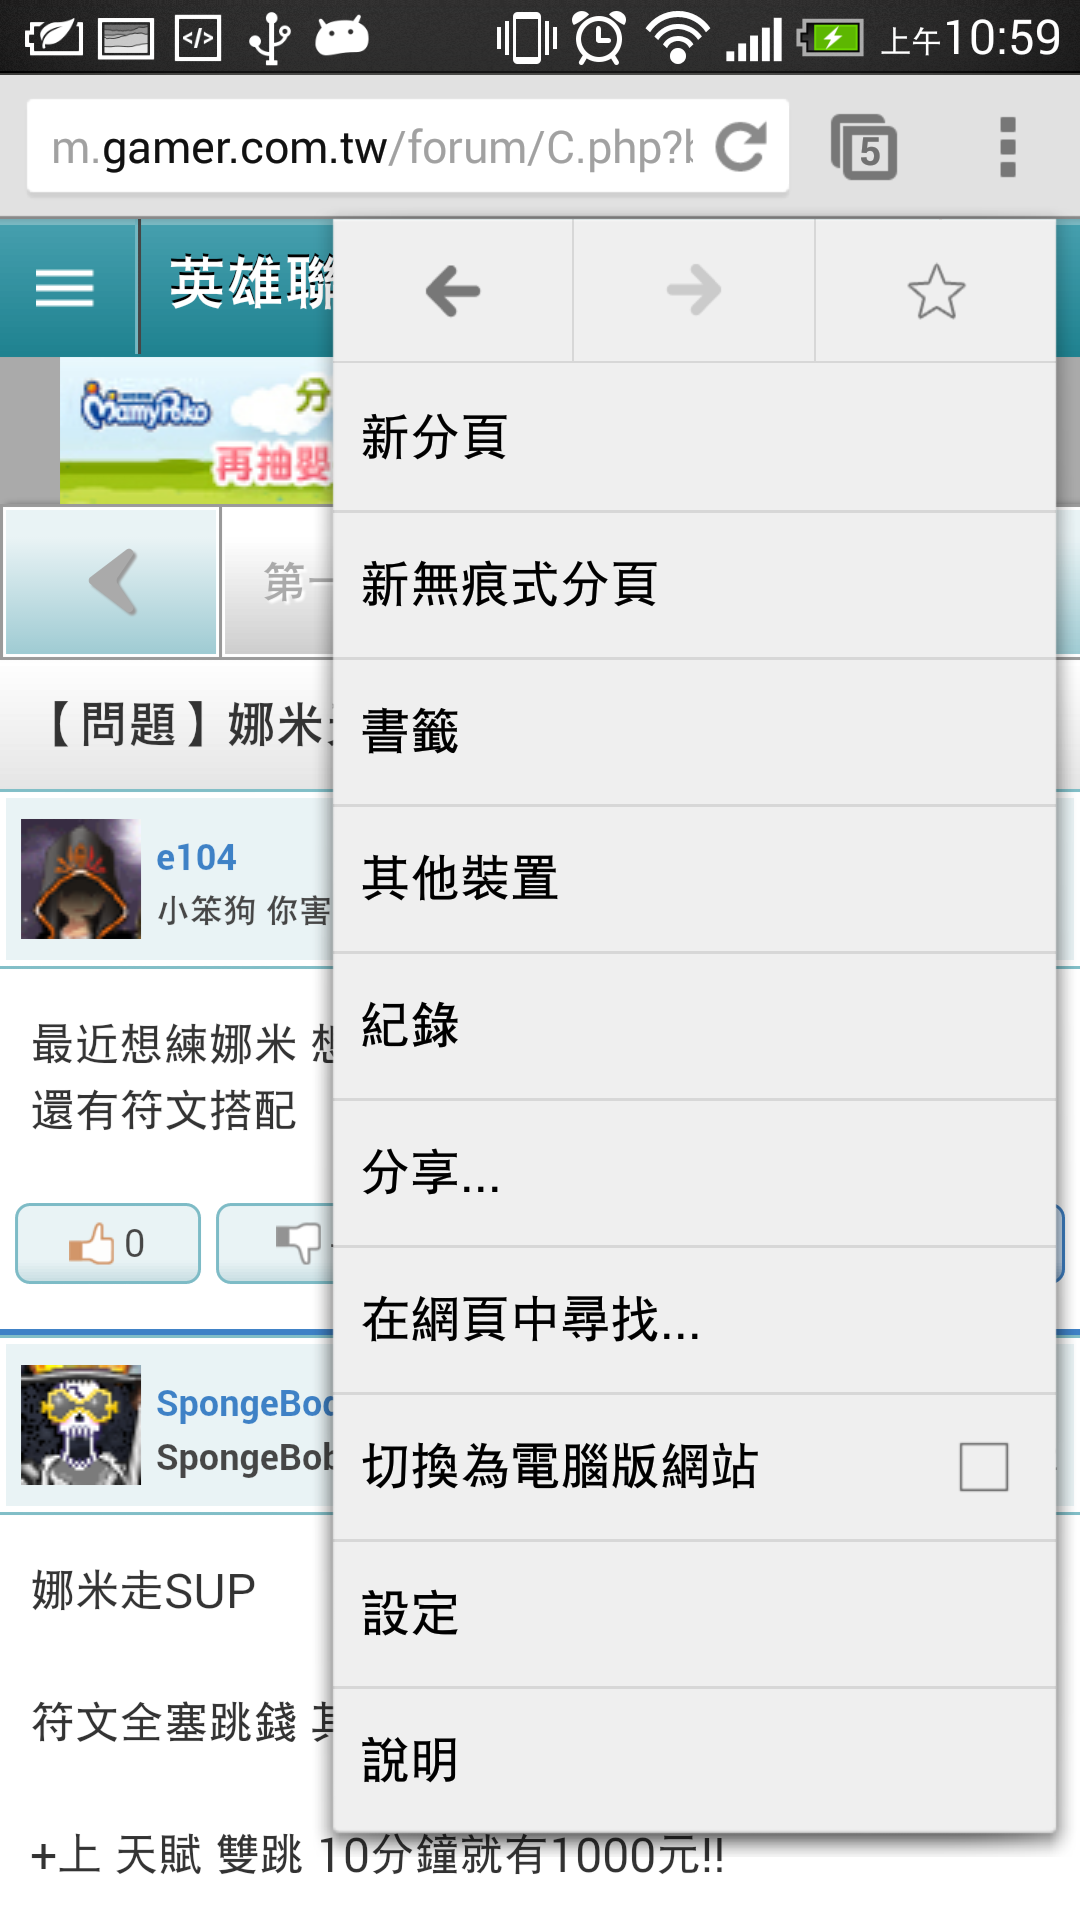 上午10:59
m.gamer.com.tw/forum/C.php?
5
英雄聯
MamyPoko
分
再抽嬰
新分頁
新無痕式分頁
第一
書籤
【問題】娜米
其他裝置
e104
小笨狗 你害
紀錄
最近想練娜米 想
還有符文搭配
分享...
0
在網頁中尋找...
SpongeBo
SpongeBob
切換為電腦版網站
娜米走SUP
設定
符文全塞跳錢 其
說明
+上 天賦 雙跳 10分鐘就有1000元!!